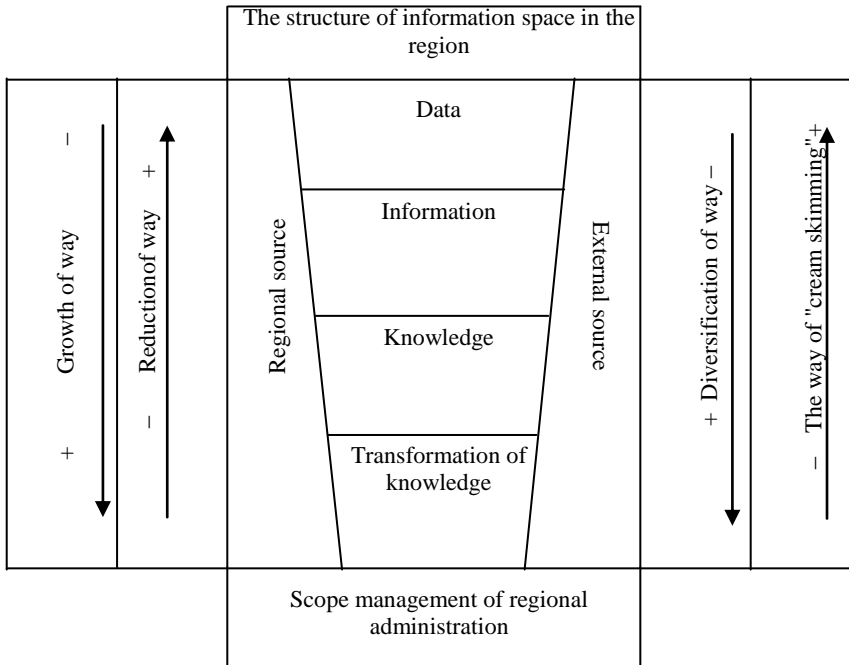 The structure of information space in the
region
– Growth of way +
– Reductionof way +
Regional source
Data
Information
Knowledge
Transformation of
knowledge
External source
+ Diversification of way –
– The way of "cream skimming"+
Scope management of regional
administration